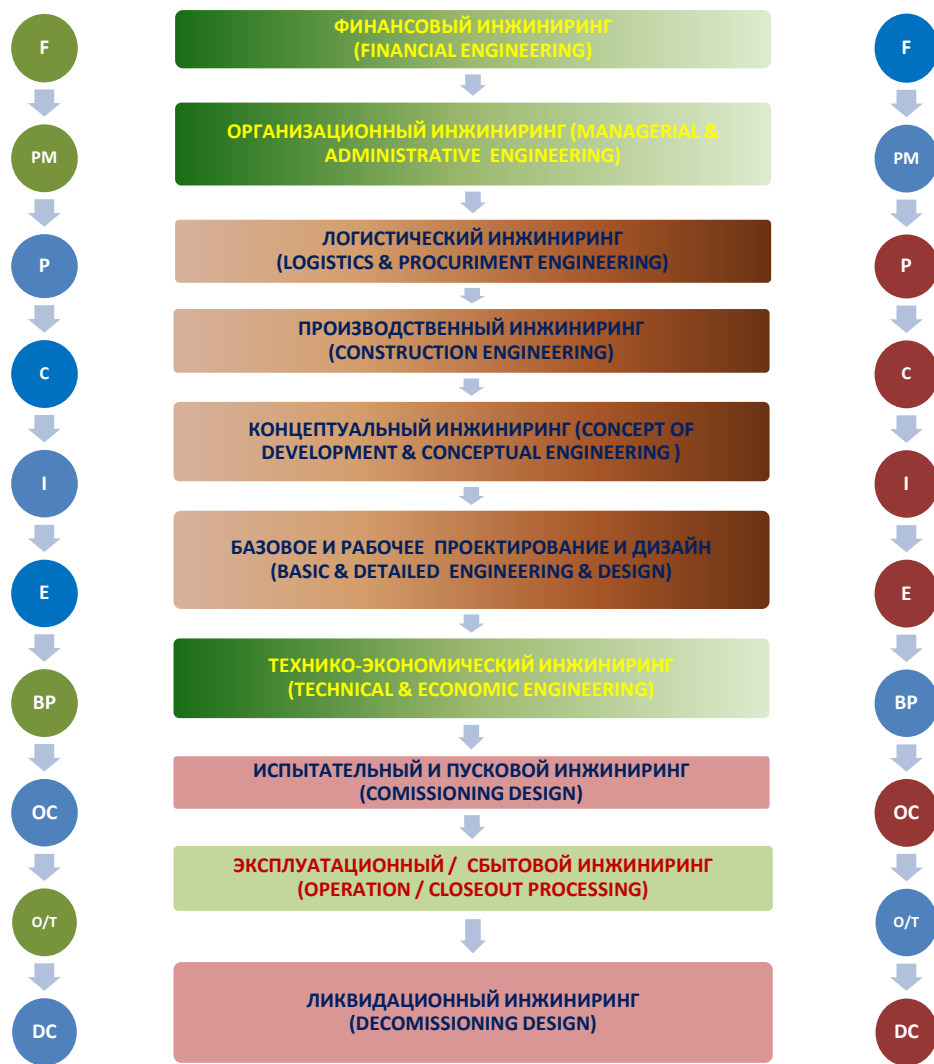 F
ФИНАНСОВЫЙ ИНЖИНИРИНГ
(FINANCIAL ENGINEERING)
F
PM
ОРГАНИЗАЦИОННЫЙ ИНЖИНИРИНГ (MANAGERIAL &
ADMINISTRATIVE ENGINEERING)
PM
P
ЛОГИСТИЧЕСКИЙ ИНЖИНИРИНГ
(LOGISTICS & PROCURIMENT ENGINEERING)
P
C
ПРОИЗВОДСТВЕННЫЙ ИНЖИНИРИНГ
(CONSTRUCTION ENGINEERING)
C
I
КОНЦЕПТУАЛЬНЫЙ ИНЖИНИРИНГ (CONCEPT OF
DEVELOPMENT & CONCEPTUAL ENGINEERING )
I
E
БАЗОВОЕ И РАБОЧЕЕ ПРОЕКТИРОВАНИЕ И ДИЗАЙН
(BASIC & DETAILED ENGINEERING & DESIGN)
E
BP
ТЕХНИКО-ЭКОНОМИЧЕСКИЙ ИНЖИНИРИНГ
(TECHNICAL & ECONOMIC ENGINEERING)
BP
OC
ИСПЫТАТЕЛЬНЫЙ И ПУСКОВОЙ ИНЖИНИРИНГ
(COMISSIONING DESIGN)
OC
O/T
ЭКСПЛУАТАЦИОННЫЙ / СБЫТОВОЙ ИНЖИНИРИНГ
(OPERATION / CLOSEOUT PROCESSING)
O/T
DC
ЛИКВИДАЦИОННЫЙ ИНЖИНИРИНГ
(DECOMISSIONING DESIGN)
DC